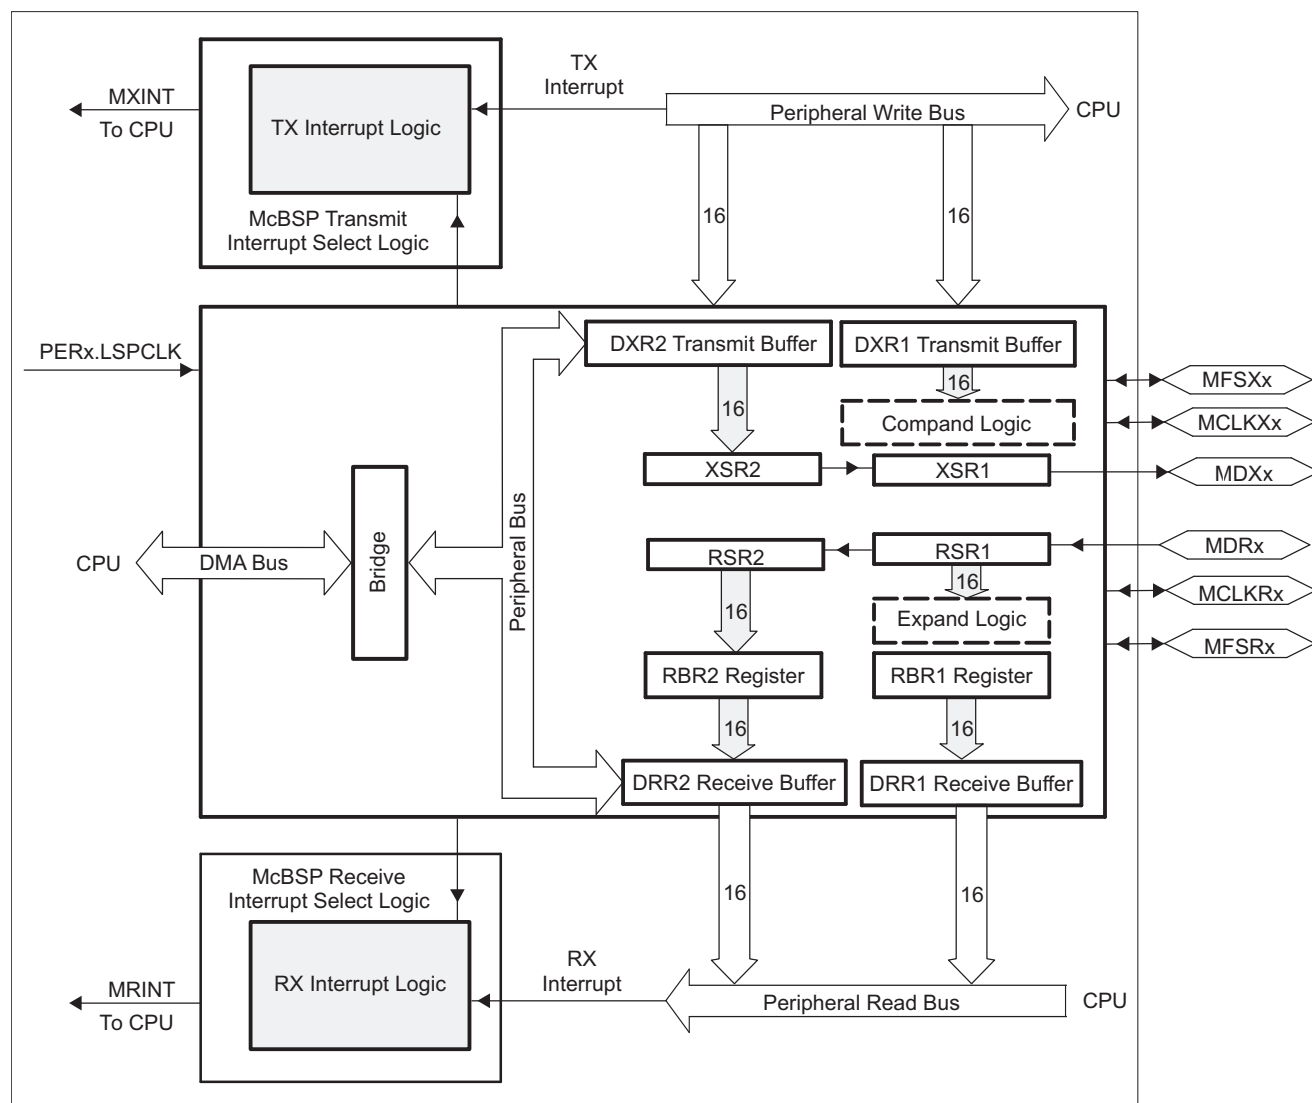 MXINT
To CPU
TX Interrupt Logic
McBSP Transmit
Interrupt Select Logic
TX
Interrupt
Peripheral Write Bus
CPU
16
16
PERx.LSPCLK
DXR2 Transmit Buffer
DXR1 Transmit Buffer
16
16
Compand Logic
XSR2
XSR1
MFSXx
MCLKXx
MDXx
CPU
DMA Bus
Bridge
Peripheral Bus
RSR2
RSR1
16
16
Expand Logic
RBR2 Register
RBR1 Register
16
16
DRR2 Receive Buffer
DRR1 Receive Buffer
MDRx
MCLKRx
MFSRx
16
16
McBSP Receive
Interrupt Select Logic
RX Interrupt Logic
MRINT
To CPU
RX
Interrupt
Peripheral Read Bus
CPU